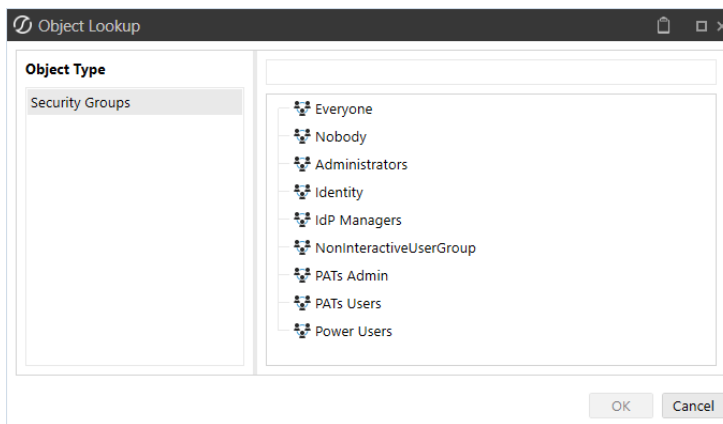 Object Lookup
Object Type
Security Groups
Everyone
Nobody
Administrators
Identity
IdP Managers
NonInteractiveUserGroup
PATs Admin
PATs Users
Power Users
OK
Cancel